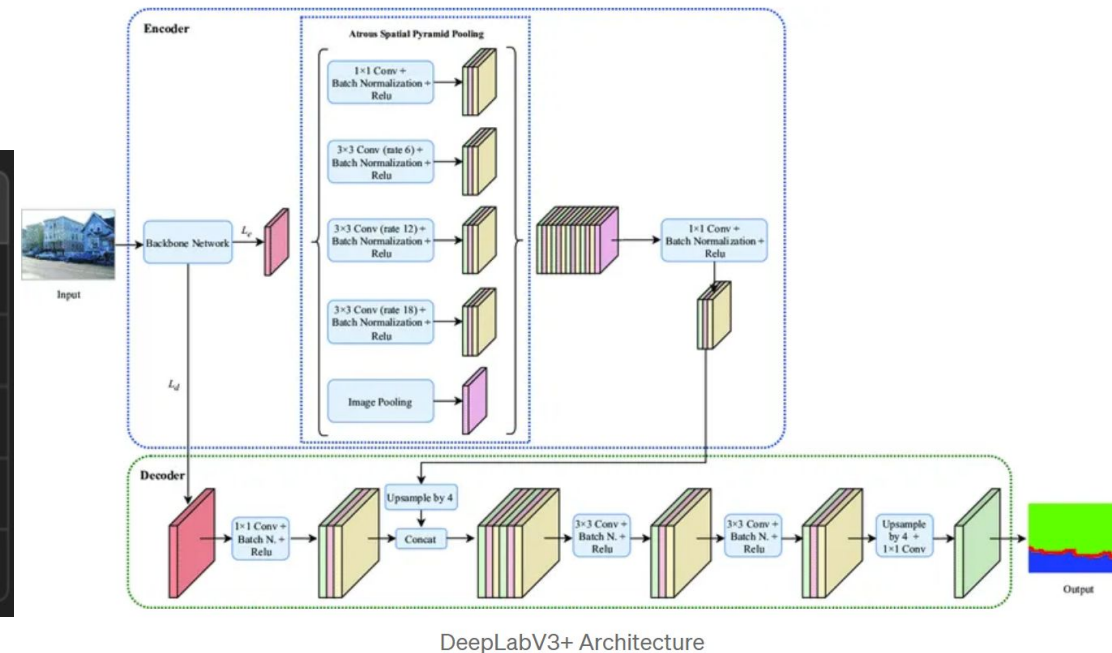 Encoder
Atrous Spatial Pyramid Pooling
1×1 Conv +
Batch Normalization +
Relu
3×3 Conv (rate 6) +
Batch Normalization +
Relu
Input
Backbone Network
Le
3×3 Conv (rate 12) +
Batch Normalization +
Relu
1×1 Conv +
Batch Normalization +
Relu
3×3 Conv (rate 18) +
Batch Normalization +
Relu
Image Pooling
Ld
Decoder
1×1 Conv +
Batch N. +
Relu
Upsample by 4
Concat
3×3 Conv +
Batch N. +
Relu
3×3 Conv +
Batch N. +
Relu
Upsample
by 4 +
1×1 Conv
Output
DeepLabV3+ Architecture